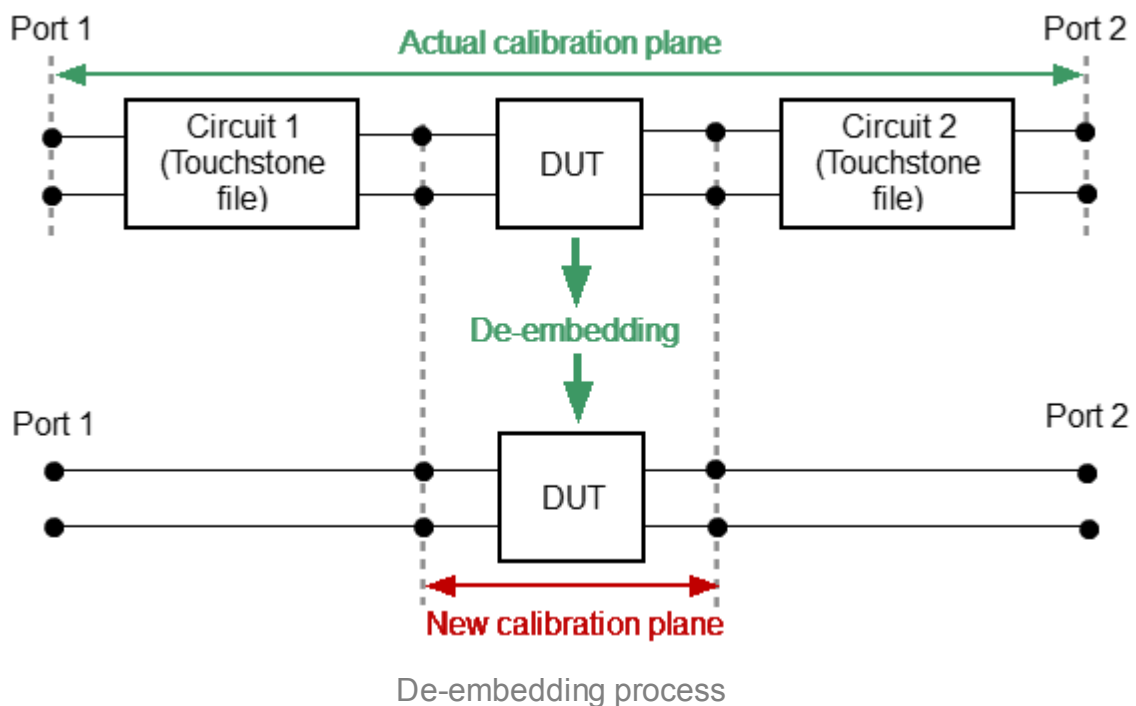 Port 1
Actual calibration plane
Port 2
Circuit 1
(Touchstone
file)
DUT
Circuit 2
(Touchstone
file)
De-embedding
Port 1
Port 2
DUT
New calibration plane
De-embedding process